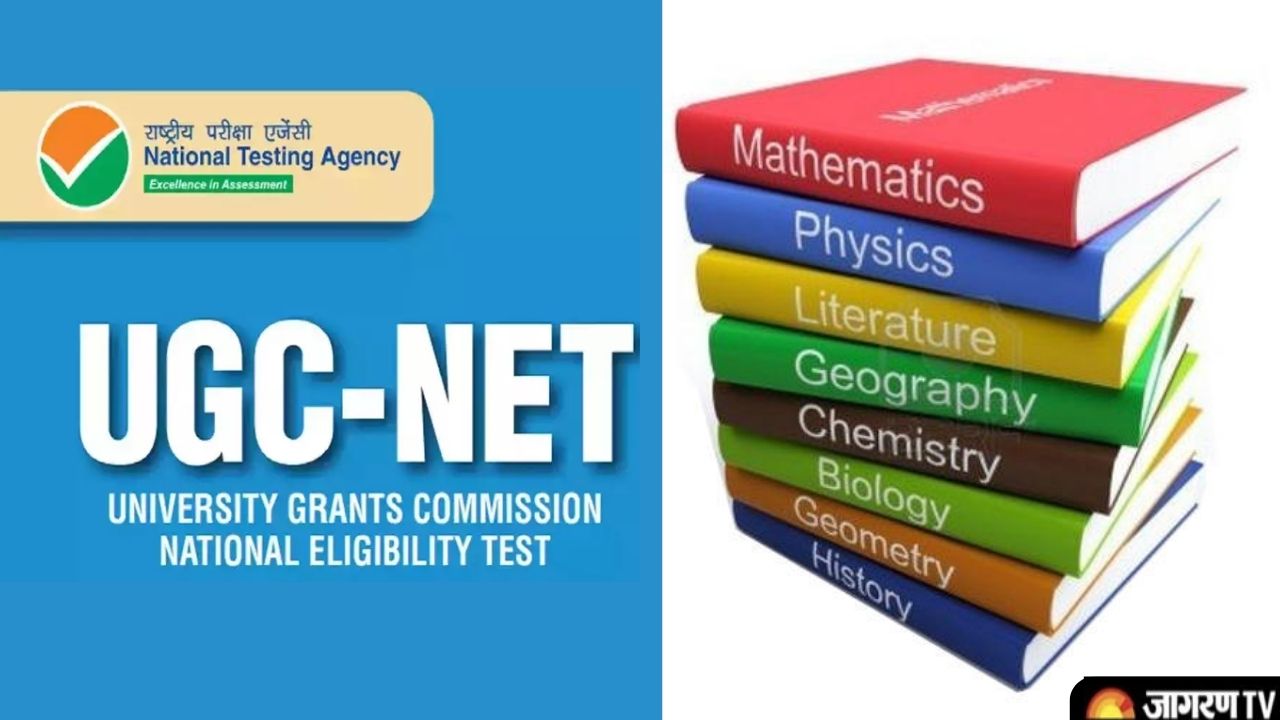 राष्ट्रीय परीक्षा एजेंसी
National Testing Agency
Excellence in Assessment
UGC-NET
UNIVERSITY GRANTS COMMISSION
NATIONAL ELIGIBILITY TEST
Mathematics
Mathematics
Physics
Literature
Geography
Chemistry
Biology
Geometry
History
जागरण TV